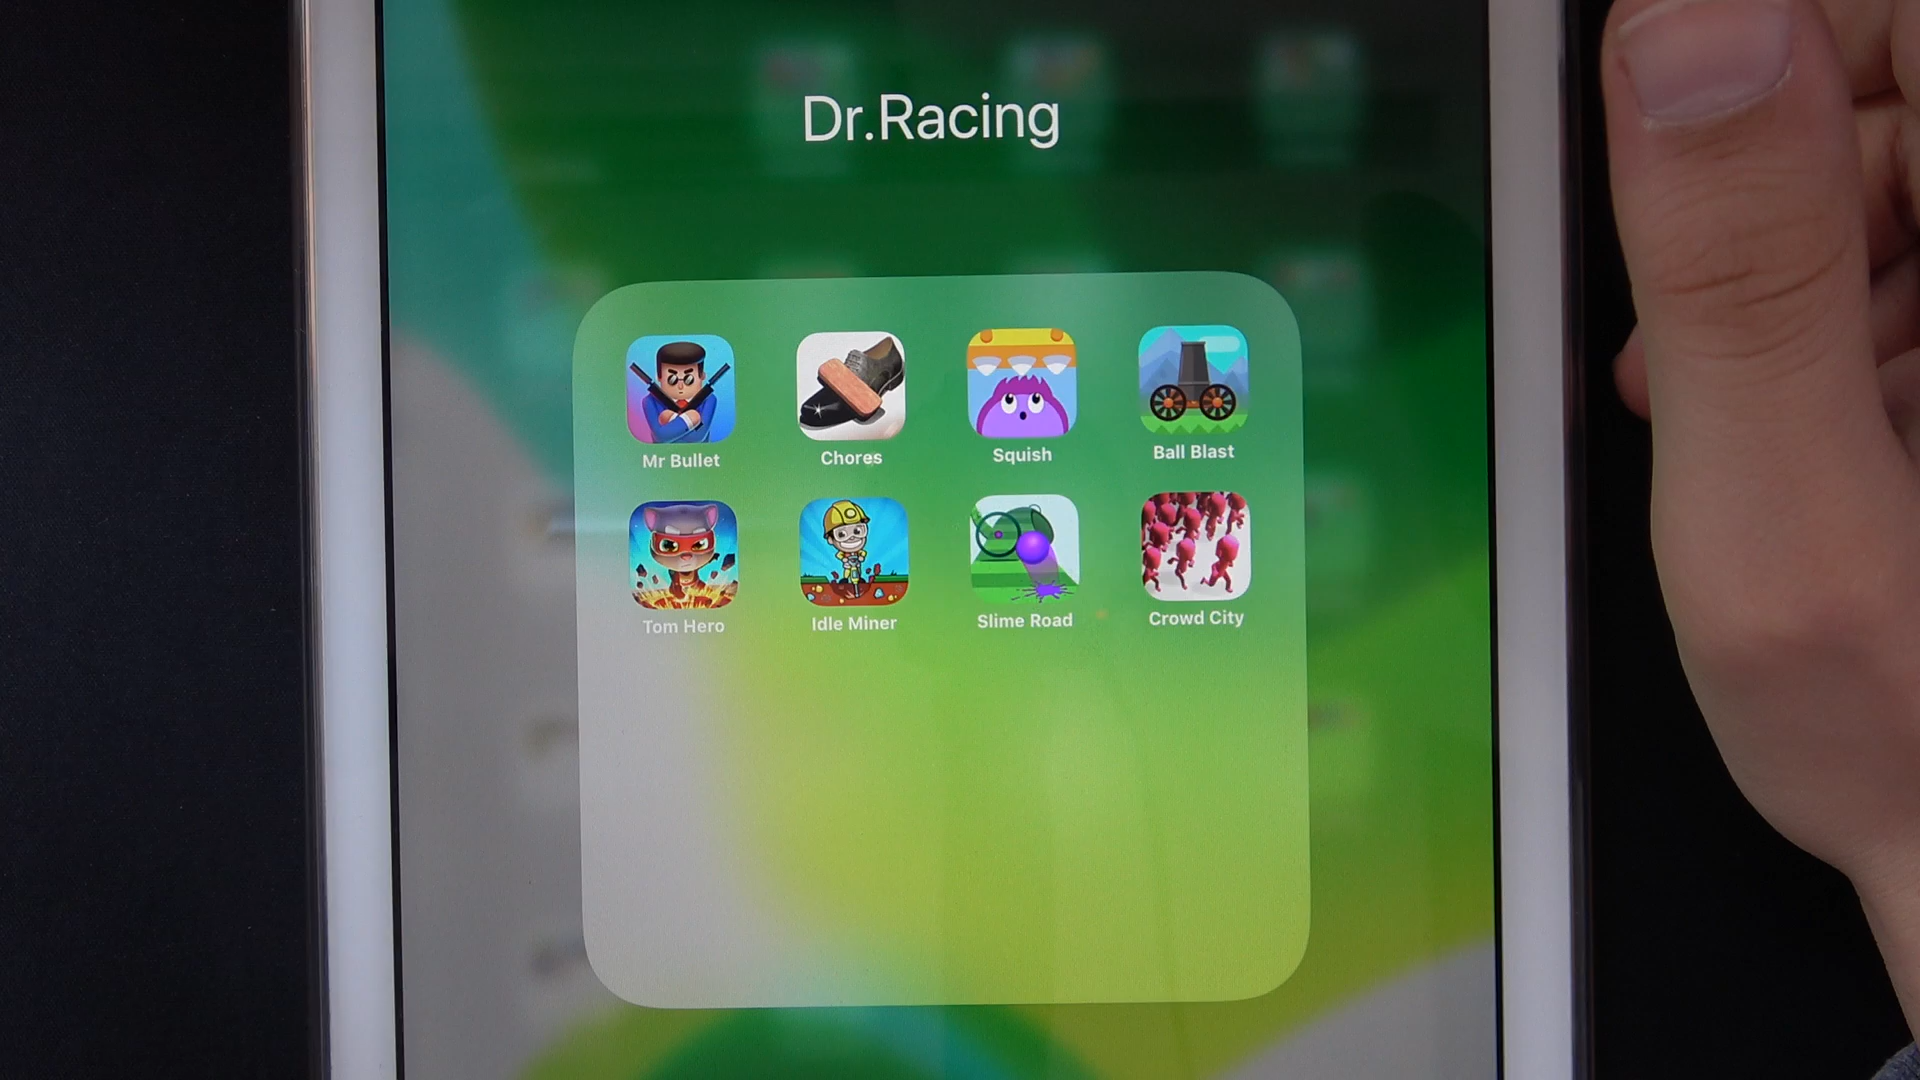 Dr.Racing
Mr Bullet
Chores
Squish
Ball Blast
Tom Hero
Idle Miner
Slime Road
Crowd City